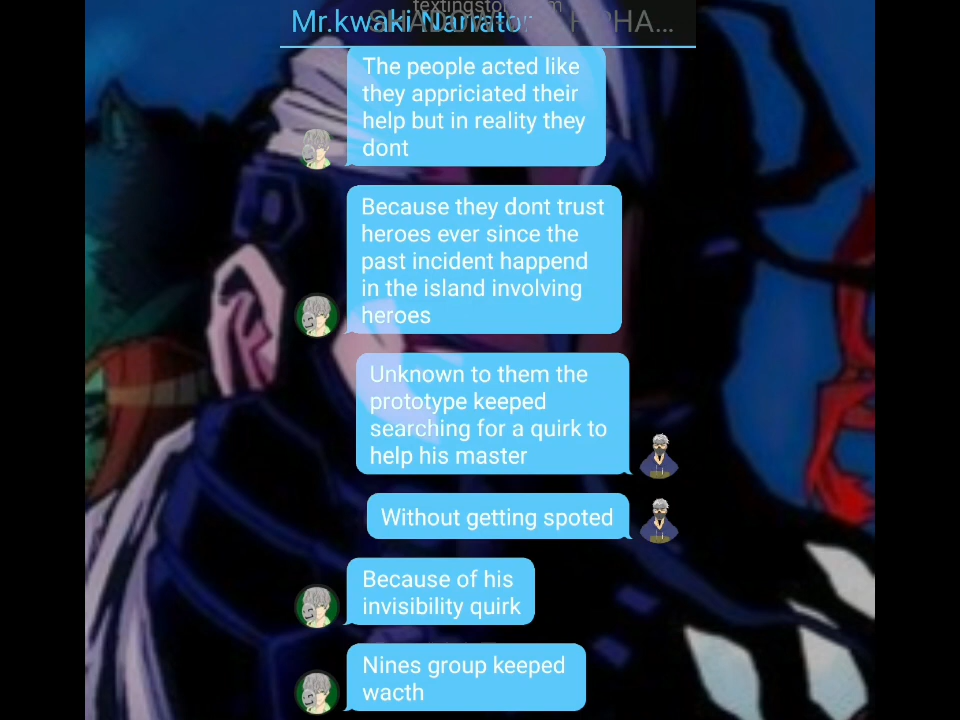 textingstory.com
Mr.kwaki Narrator
The people acted like
they appriciated their
help but in reality they
dont
Because they dont trust
heroes ever since the
past incident happend
in the island involving
heroes
Unknown to them the
prototype keeped
searching for a quirk to
help his master
Without getting spoted
Because of his
invisibility quirk
Nines group keeped
wacth